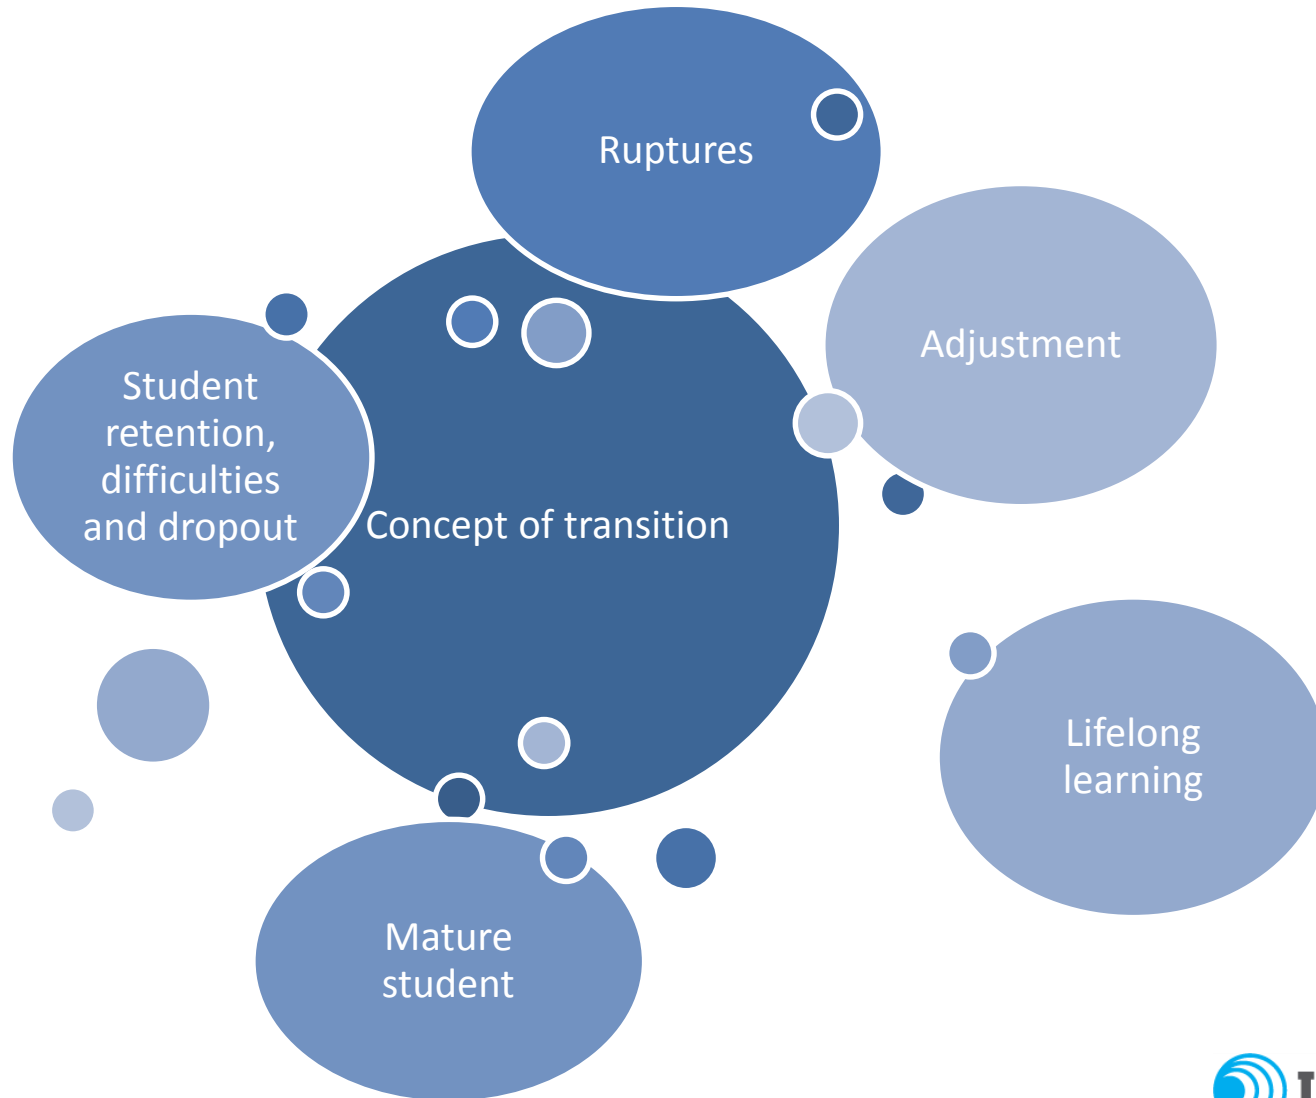 Ruptures
Adjustment
Student
retention,
difficulties
and dropout
Concept of transition
Lifelong
learning
Mature
student